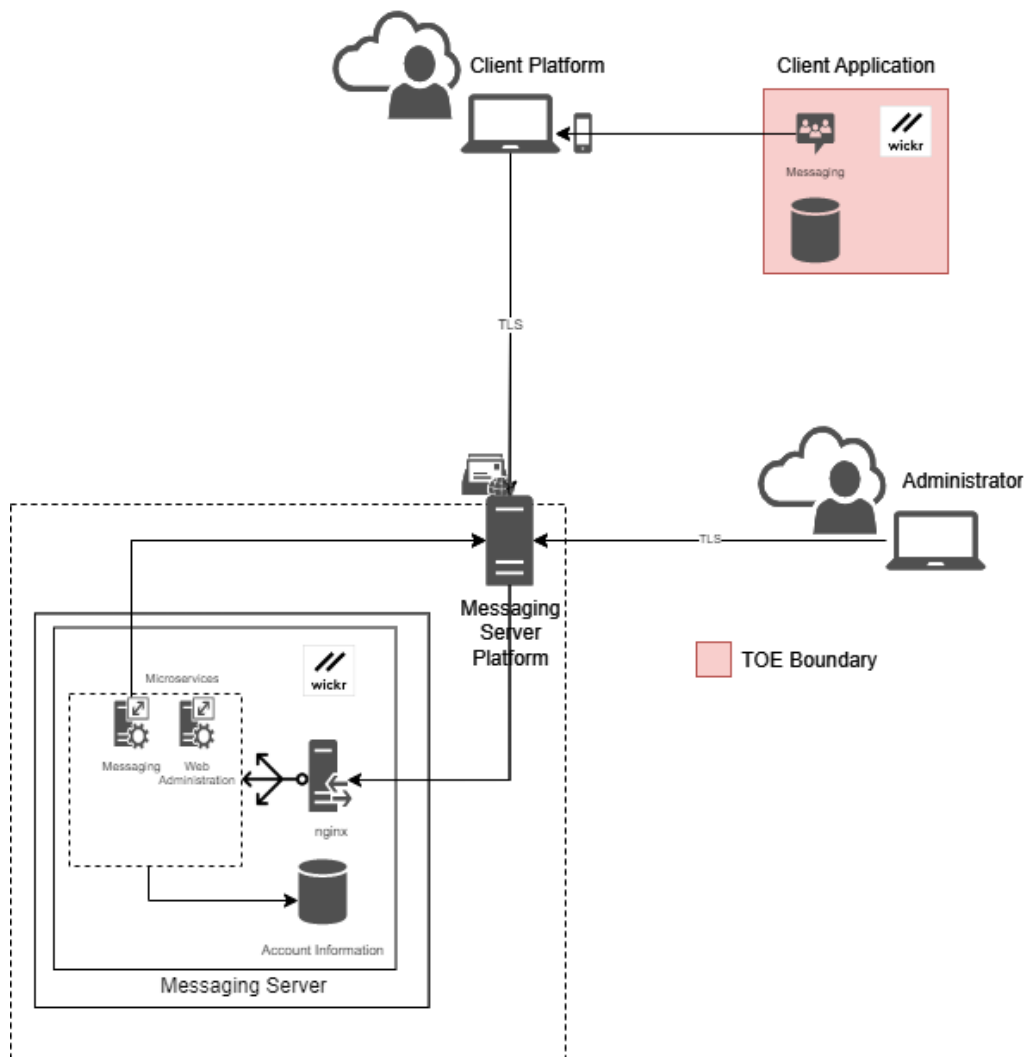 Client Platform
Client Application
wickr
Messaging
TLS
Administrator
TLS
Messaging
Server
Platform
TOE Boundary
wickr
Microservices
Messaging
Web
Administration
nginx
Account Information
Messaging Server